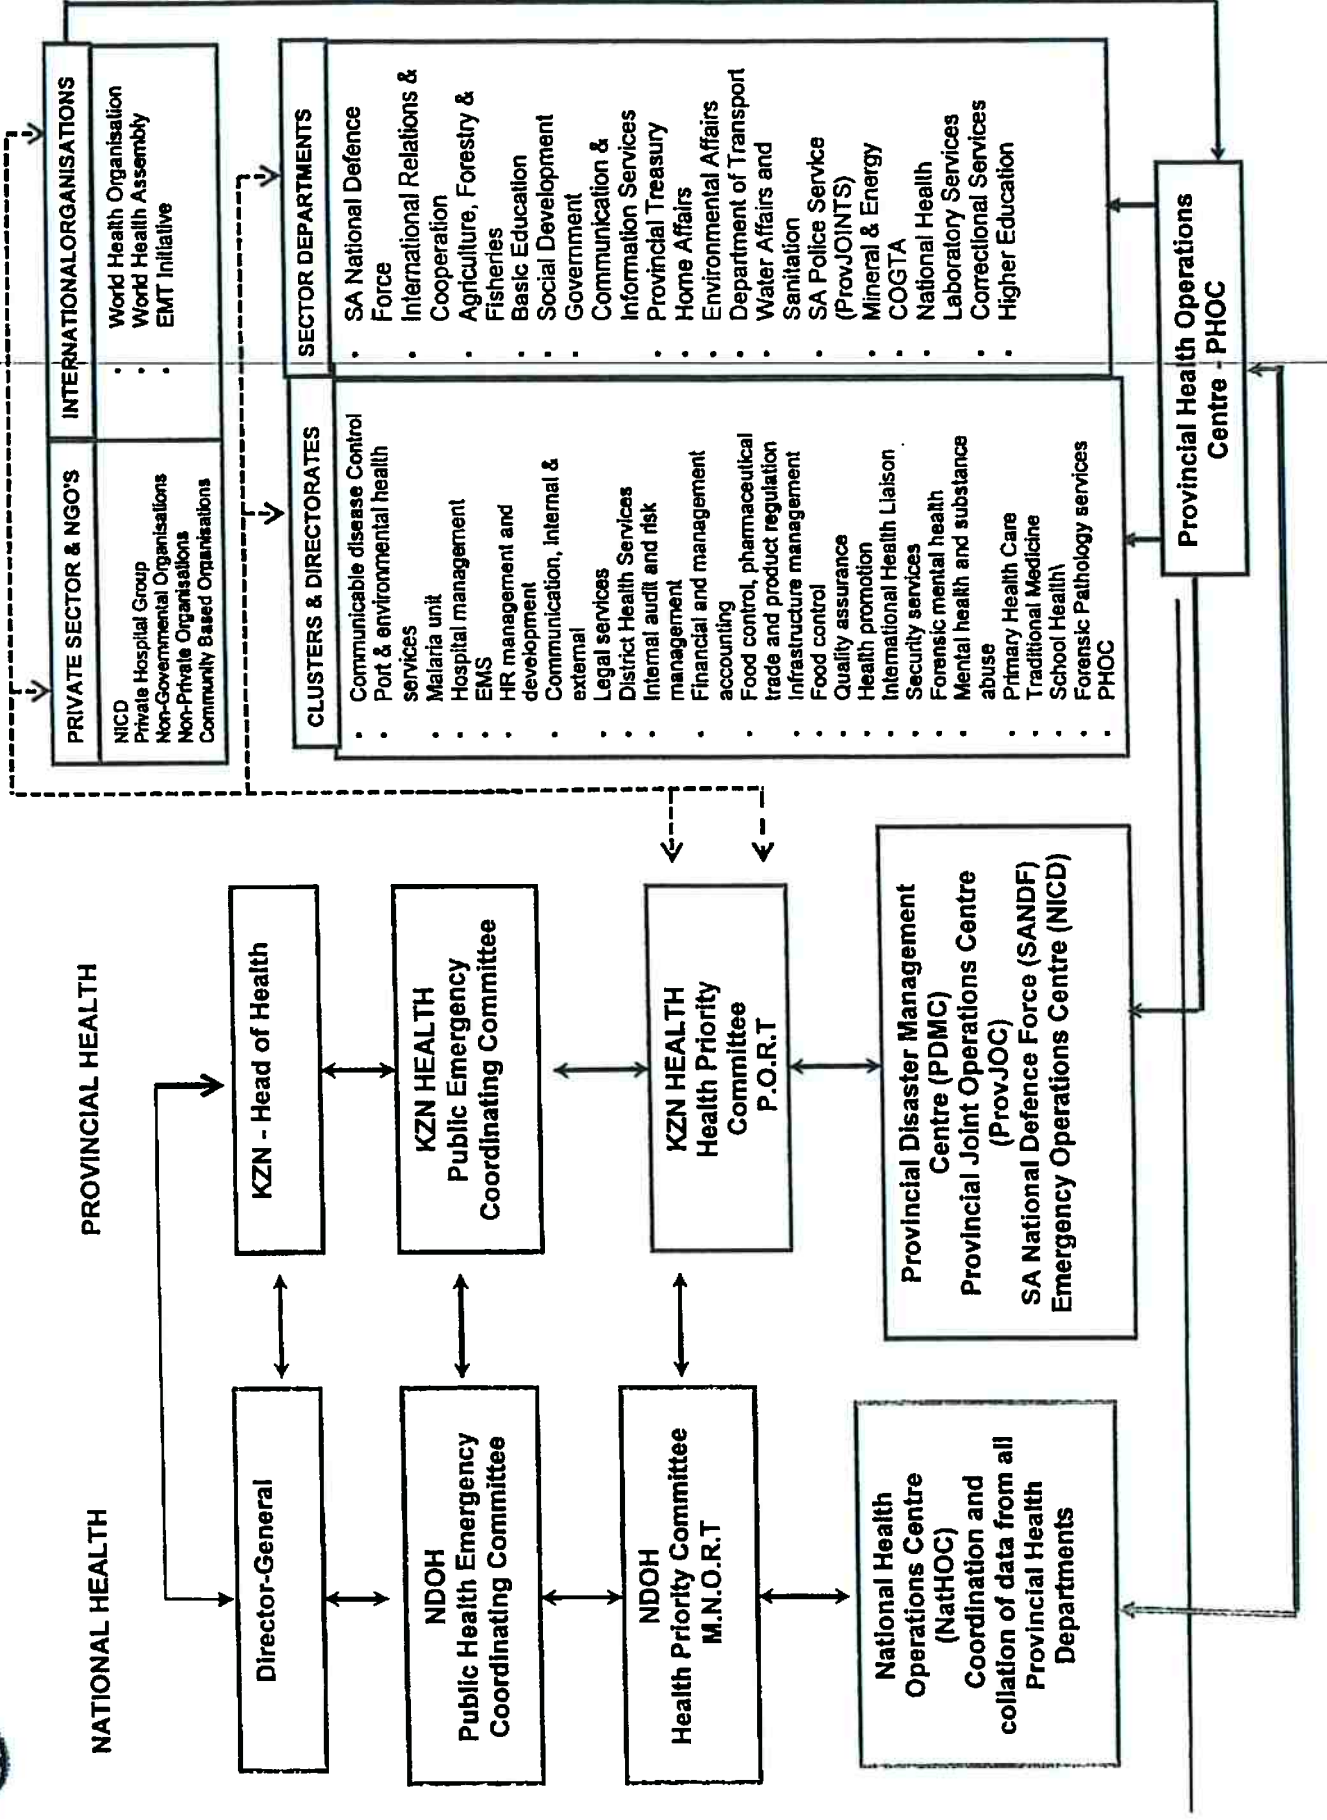 NATIONAL HEALTH
PROVINCIAL HEALTH
Director-General
NDOH
Public Health Emergency
Coordinating Committee
NDOH
Health Priority Committee
M.N.O.R.T
National Health
Operations Centre
(NatHOC)
Coordination and
collation of data from all
Provincial Health
Departments
KZN - Head of Health
KZN HEALTH
Public Emergency
Coordinating Committee
KZN HEALTH
Health Priority
Committee
P.O.R.T
Provincial Disaster Management
Centre (PDMC)
Provincial Joint Operations Centre
(ProvJOC)
SA National Defence Force (SANDF)
Emergency Operations Centre (NICD)
PRIVATE SECTOR & NGO'S
NICD
Private Hospital Group
Non-Governmental Organisations
Non-Private Organisations
Community Based Organisations
INTERNATIONALORGANISATIONS
• World Health Organisation
• World Health Assembly
• EMT Initiative
CLUSTERS & DIRECTORATES
• Communicable disease Control
• Port & environmental health
services
• Malaria unit
• Hospital management
• EMS
• HR management and
development
• Communication, Internal &
external
• Legal services
• District Health Services
• Internal audit and risk
management
• Financial and management
accounting
• Food control, pharmaceutical
trade and product regulation
• Infrastructure management
• Food control
• Quality assurance
• Health promotion
• International Health Liaison
• Security services
• Forensic mental health
• Mental health and substance
abuse
• Primary Health Care
• Traditional Medicine
• School Health\
• Forensic Pathology services
• PHOC
SECTOR DEPARTMENTS
• SA National Defence
Force
• International Relations &
Cooperation
• Agriculture, Forestry &
Fisheries
• Basic Education
• Social Development
• Government
Communication &
Information Services
• Provincial Treasury
• Home Affairs
• Environmental Affairs
• Department of Transport
• Water Affairs and
Sanitation
• SA Police Service
(ProvJOINTS)
• Mineral & Energy
• COGTA
• National Health
Laboratory Services
• Correctional Services
• Higher Education
Provincial Health Operations
Centre - PHOC